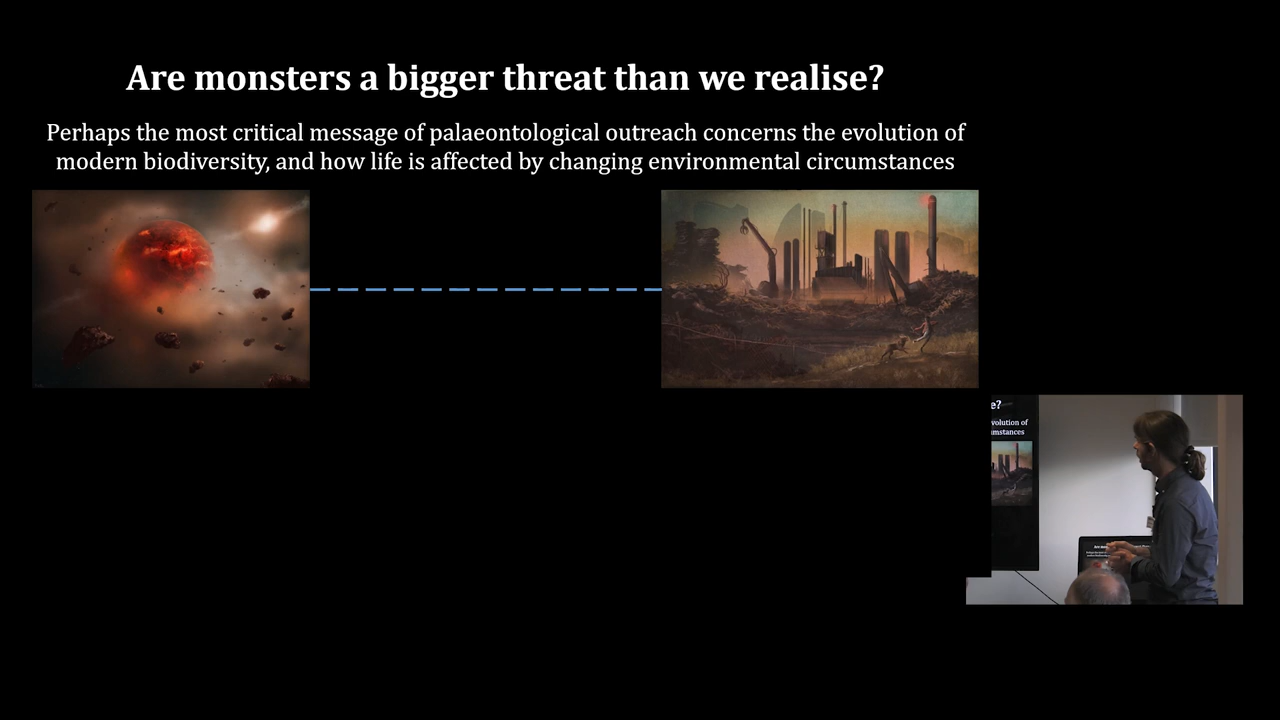 Are monsters a bigger threat than we realise?
Perhaps the most critical message of palaeontological outreach concerns the evolution of
modern biodiversity, and how life is affected by changing environmental circumstances
e?
volution of
umstances